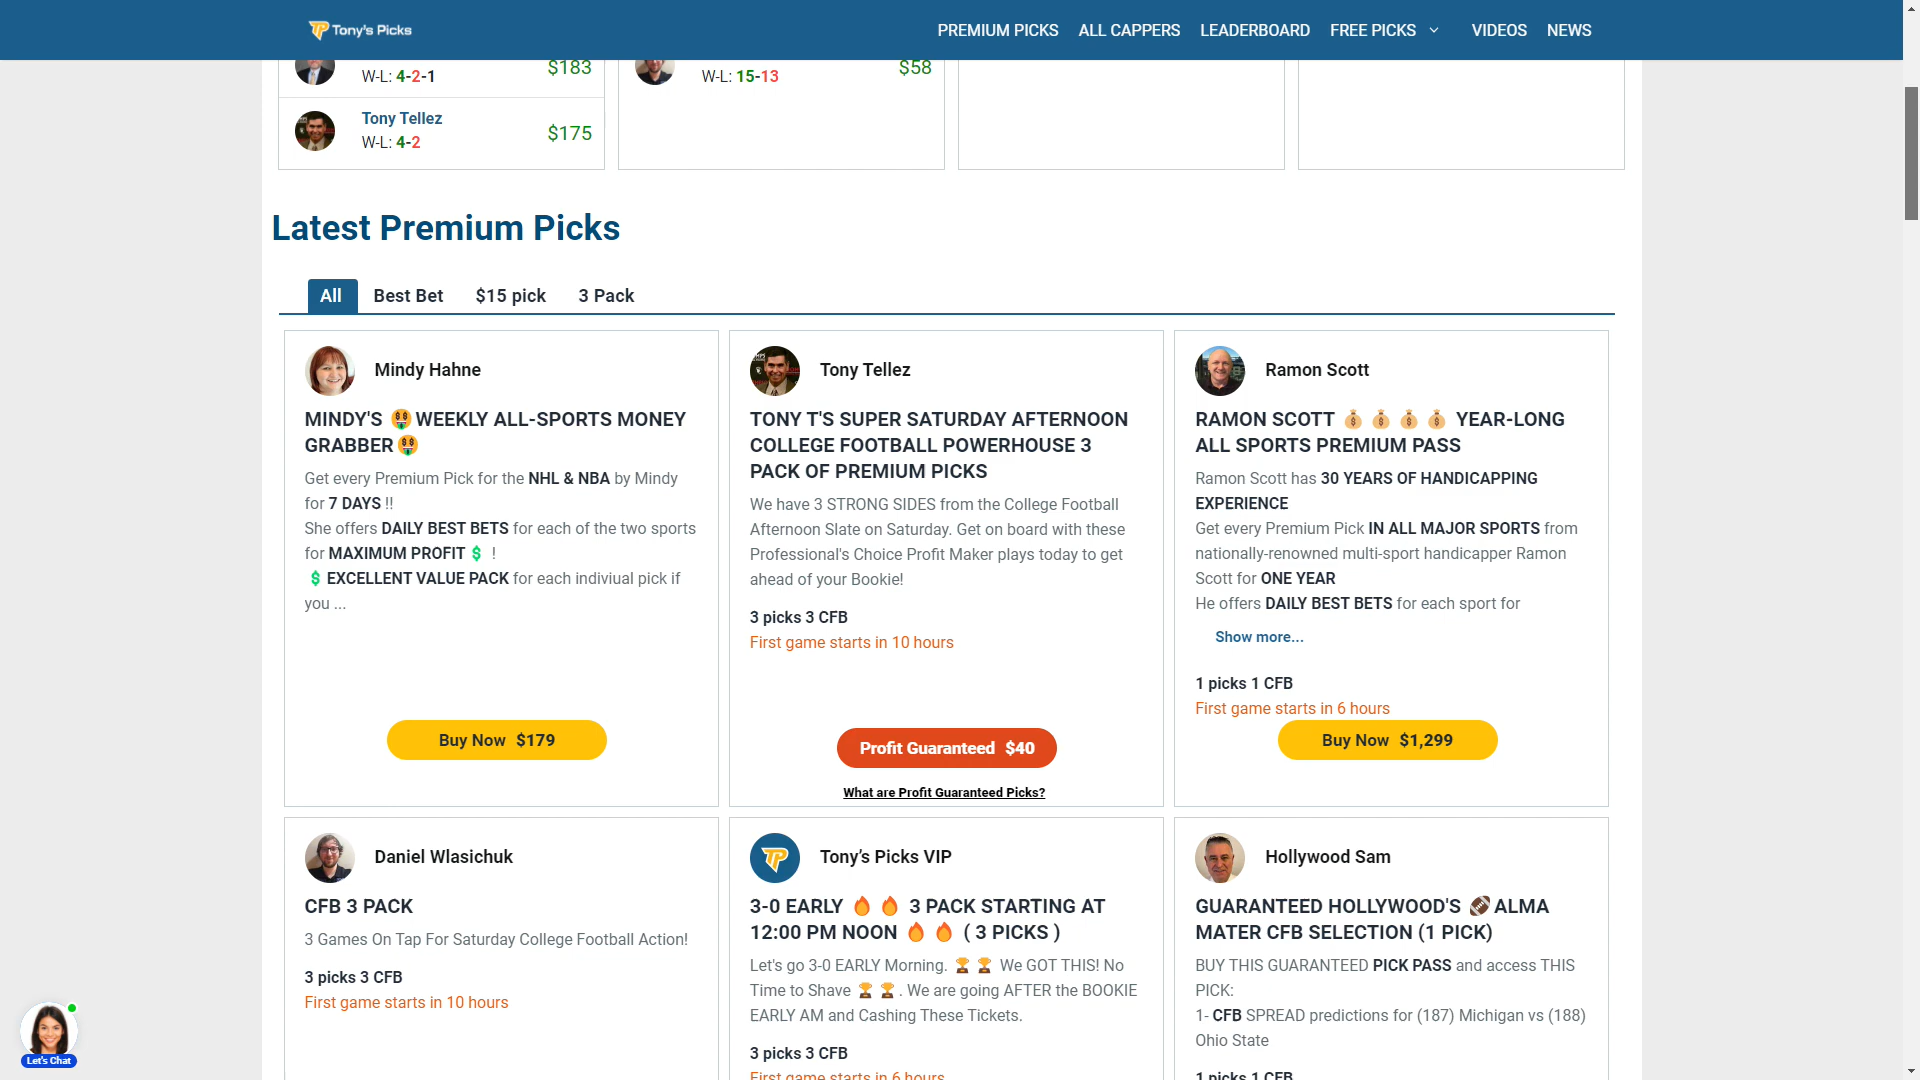 Tony's Picks
PREMIUM PICKS ALL CAPPERS LEADERBOARD FREE PICKS VIDEOS NEWS
W-L: 4-2-1 $183
Tony Tellez
W-L: 4-2
$175
W-L: 15-13 $58
Latest Premium Picks
All Best Bet $15 pick 3 Pack
Mindy Hahne
MINDY'S 🤑WEEKLY ALL-SPORTS MONEY
GRABBER🤑
Get every Premium Pick for the NHL & NBA by Mindy
for 7 DAYS !!
She offers DAILY BEST BETS for each of the two sports
for MAXIMUM PROFIT 💲 !
💲EXCELLENT VALUE PACK for each indiviual pick if
you ...
Buy Now $179
Tony Tellez
TONY T'S SUPER SATURDAY AFTERNOON
COLLEGE FOOTBALL POWERHOUSE 3
PACK OF PREMIUM PICKS
We have 3 STRONG SIDES from the College Football
Afternoon Slate on Saturday. Get on board with these
Professional's Choice Profit Maker plays today to get
ahead of your Bookie!
3 picks 3 CFB
First game starts in 10 hours
Profit Guaranteed $40
What are Profit Guaranteed Picks?
Ramon Scott
RAMON SCOTT 💰💰💰💰 YEAR-LONG
ALL SPORTS PREMIUM PASS
Ramon Scott has 30 YEARS OF HANDICAPPING
EXPERIENCE
Get every Premium Pick IN ALL MAJOR SPORTS from
nationally-renowned multi-sport handicapper Ramon
Scott for ONE YEAR
He offers DAILY BEST BETS for each sport for
Show more...
1 picks 1 CFB
First game starts in 6 hours
Buy Now $1,299
Daniel Wlasichuk
CFB 3 PACK
3 Games On Tap For Saturday College Football Action!
3 picks 3 CFB
First game starts in 10 hours
TP
Tony's Picks VIP
3-0 EARLY 🔥🔥 3 PACK STARTING AT
12:00 PM NOON 🔥🔥 ( 3 PICKS )
Let's go 3-0 EARLY Morning. 🏆🏆 We GOT THIS! No
Time to Shave 🏆🏆. We are going AFTER the BOOKIE
EARLY AM and Cashing These Tickets.
3 picks 3 CFB
First game starts in 6 hours
Hollywood Sam
GUARANTEED HOLLYWOOD'S 🏈ALMA
MATER CFB SELECTION (1 PICK)
BUY THIS GUARANTEED PICK PASS and access THIS
PICK:
1- CFB SPREAD predictions for (187) Michigan vs (188)
Ohio State
1 picks 1 CFB
Let's Chat